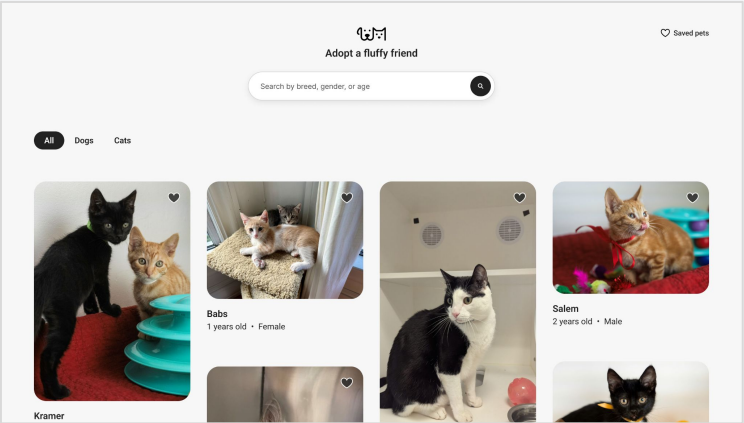 Saved pets
Adopt a fluffy friend
Search by breed, gender, or age
All
Dogs
Cats
Babs
1 years old • Female
Salem
2 years old • Male
Kramer